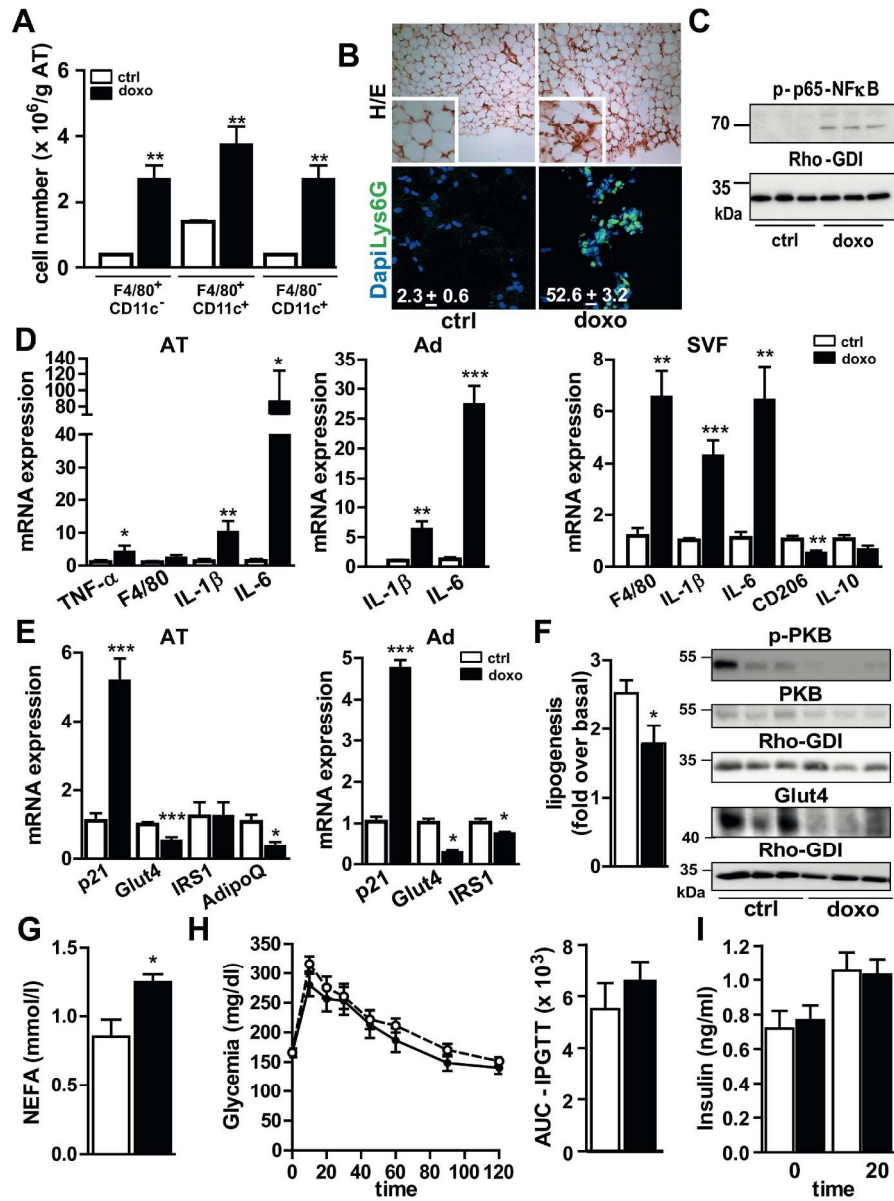 A
ctrl
doxo
cell number (x 10⁶/g AT)
6
4
2
0
**
**
**
F4/80⁺ CD11c⁻
F4/80⁺ CD11c⁺
F4/80⁻ CD11c⁺
B
H/E
Dapi Lys6G
2.3 ± 0.6
52.6 ± 3.2
ctrl
doxo
C
p-p65-NFκB
70
Rho-GDI
35
kDa
ctrl
doxo
D
AT
mRNA expression
140
120
100
80
40
30
20
10
0
*
**
*
TNF-α
F4/80
IL-1β
IL-6
Ad
mRNA expression
35
30
25
20
15
10
5
0
**
***
IL-1β
IL-6
SVF
ctrl
doxo
mRNA expression
8
6
4
2
0
**
***
**
**
F4/80
IL-1β
IL-6
CD206
IL-10
E
AT
mRNA expression
6
4
2
0
***
***
*
p21
Glut4
IRS1
AdipoQ
Ad
ctrl
doxo
mRNA expression
5
4
3
2
1
0
***
*
*
p21
Glut4
IRS1
F
lipogenesis
(fold over basal)
3
2
1
0
*
p-PKB
55
PKB
55
Rho-GDI
35
Glut4
40
Rho-GDI
35
kDa
ctrl
doxo
G
NEFA (mmol/l)
1.5
1.0
0.5
0.0
*
H
Glycemia (mg/dl)
350
300
250
200
150
100
50
0
0 20 40 60 80 100 120
time
AUC - IPGTT (x 10³)
8
6
4
2
0
I
Insulin (ng/ml)
1.2
1.0
0.8
0.6
0.4
0.2
0.0
0 20
time